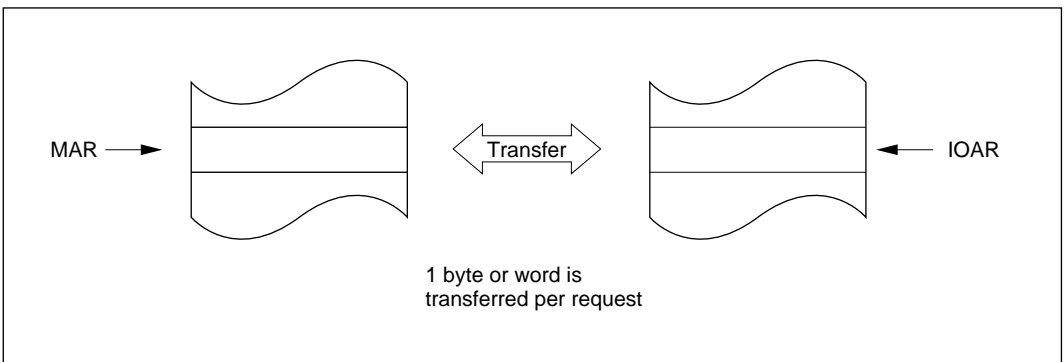 MAR
Transfer
IOAR
1 byte or word is
transferred per request